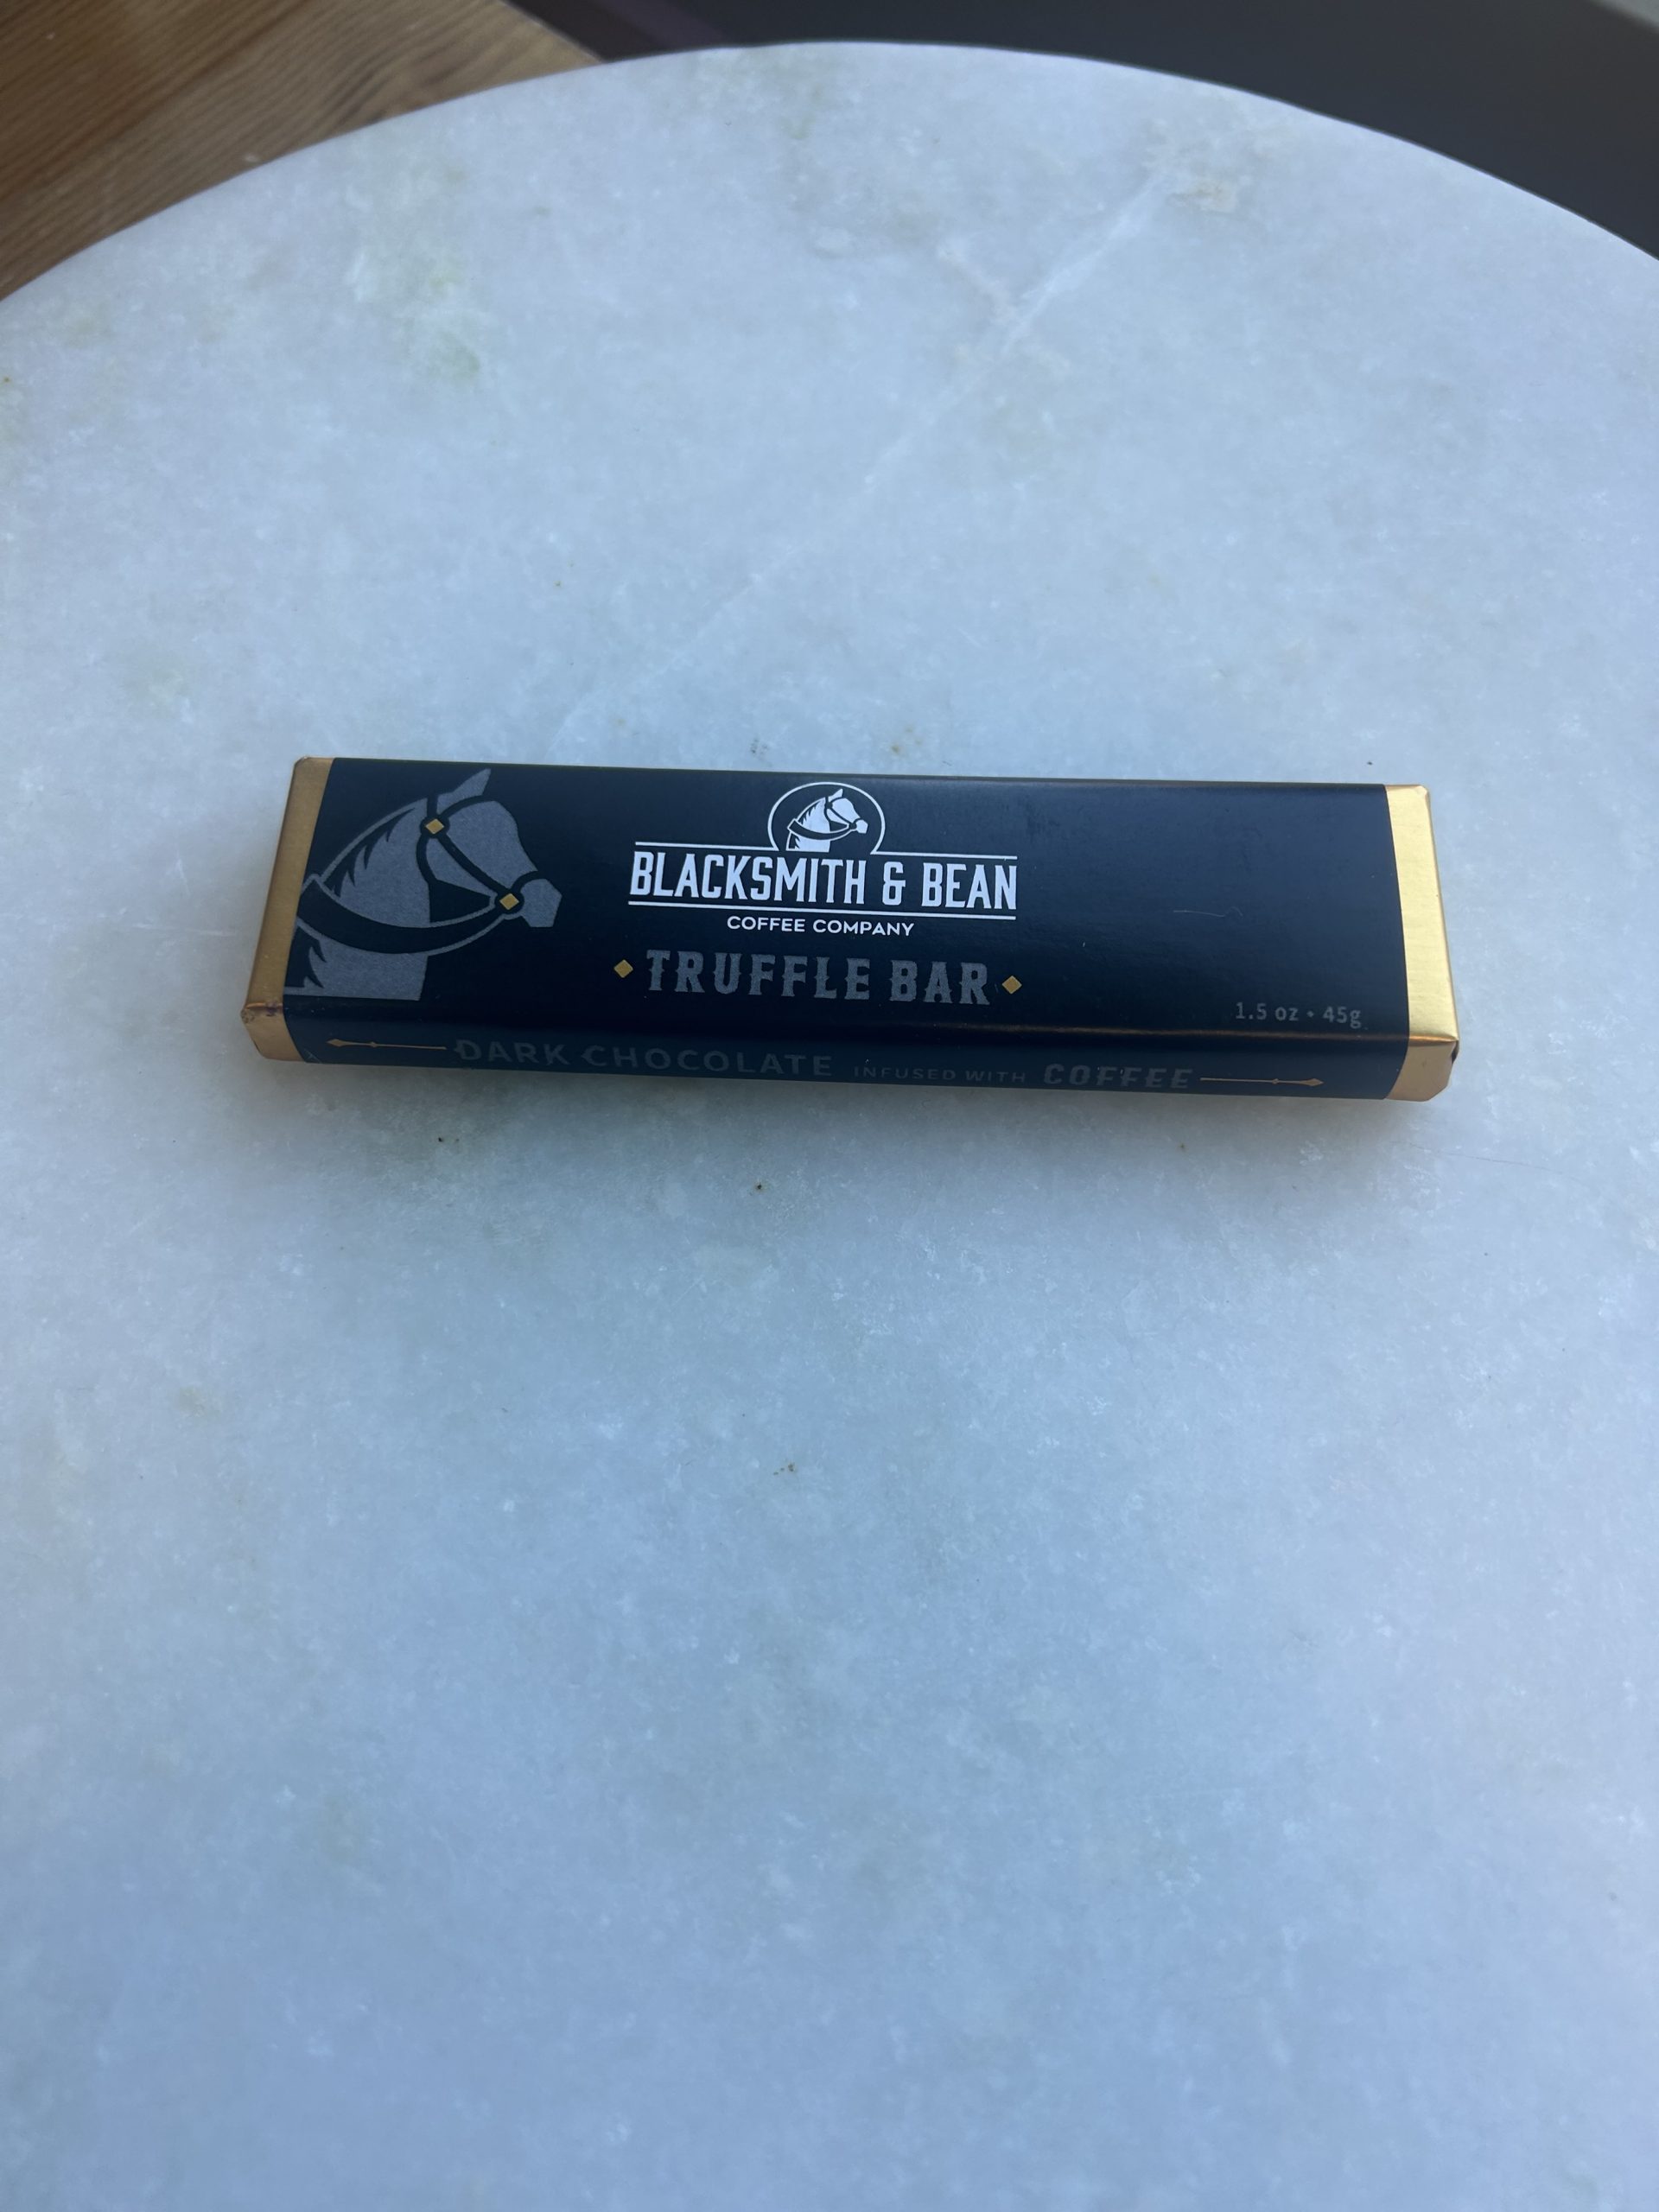 BLACKSMITH & BEAN
COFFEE COMPANY
TRUFFLE BAR
1.5 oz • 45g
DARK CHOCOLATE INFUSED WITH COFFEE